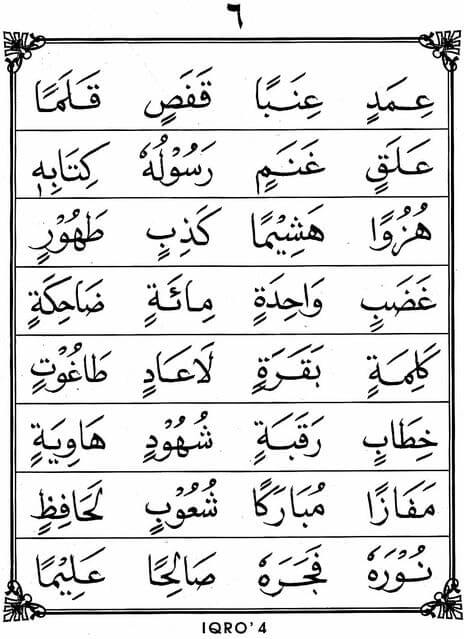 ٦
عِمَدٍ عِنَبًا قَفَصٍ قَلَمًا
عَلَقٍ غَنَمٍ رَسُوْلُهٗ كِتَابِهٖ
هُزُوًا هَشِيْمًا كَذِبٍ طَهُوْرٍ
غَضَبٍ وَاحِدَةٍ مِائَةٍ ضَاحِكَةٍ
كَلِمَةٍ بَقَرَةٍ لَاعَادٍ طَاغُوْتٍ
خِطَابٍ رَقَبَةٍ شُهُوْدٍ هَاوِيَةٍ
مَفَازًا مُبَارَكًا شُعُوْبٍ لَحَافِظٍ
نُوْرَهٗ فَجَرَهٗ صَالِحًا عَلِيْمًا
IQRO' 4